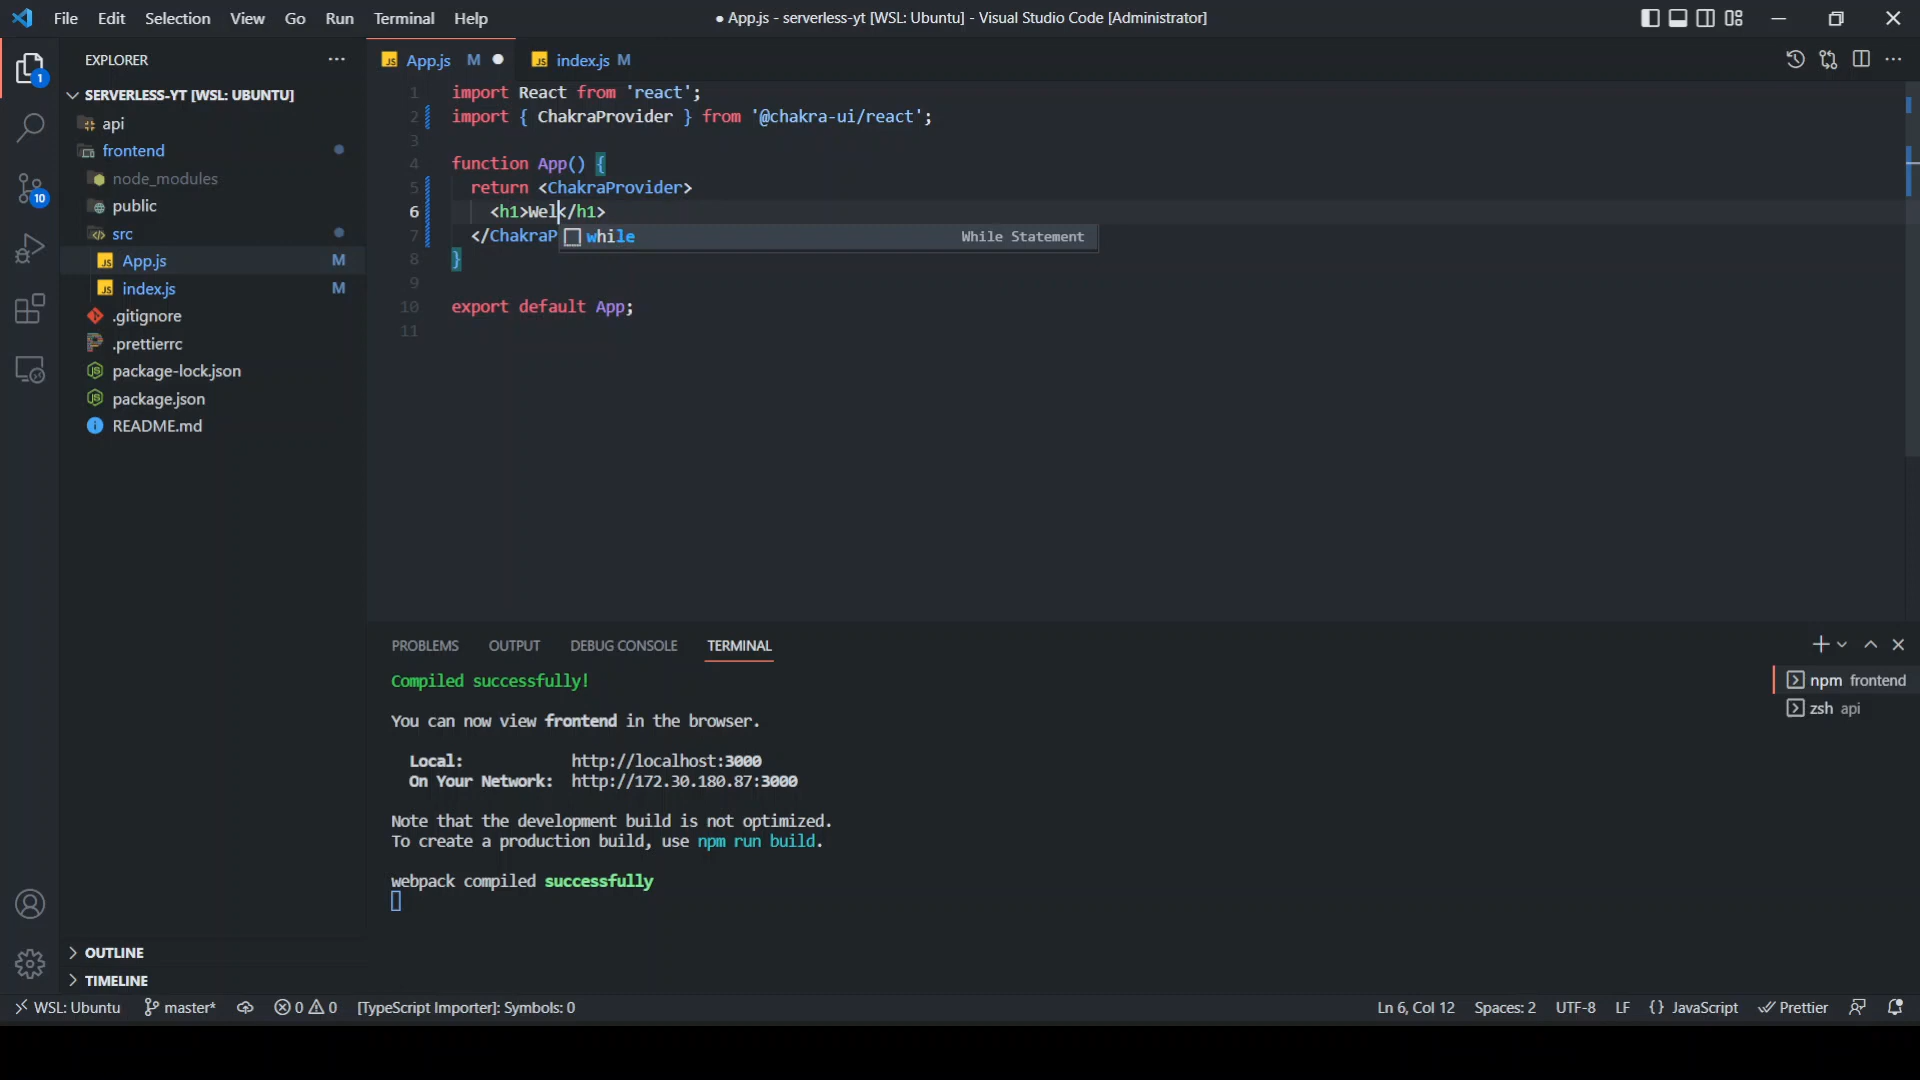 File Edit Selection View Go Run Terminal Help
● App.js - serverless-yt [WSL: Ubuntu] - Visual Studio Code [Administrator]
EXPLORER
App.js M
index.js M
SERVERLESS-YT [WSL: UBUNTU]
api
frontend
node_modules
public
src
App.js M
index.js M
.gitignore
.prettierrc
package-lock.json
package.json
README.md
OUTLINE
TIMELINE
1
10
1 import React from 'react';
2 import { ChakraProvider } from '@chakra-ui/react';
3
4 function App() {
5 return <ChakraProvider>
6 <h1>Wel</h1>
7 </ChakraP
while While Statement
8 }
9
10 export default App;
11
PROBLEMS OUTPUT DEBUG CONSOLE TERMINAL
Compiled successfully!
You can now view frontend in the browser.
Local: http://localhost:3000
On Your Network: http://172.30.180.87:3000
Note that the development build is not optimized.
To create a production build, use npm run build.
webpack compiled successfully
npm frontend
zsh api
WSL: Ubuntu master* 0 0 [TypeScript Importer]: Symbols: 0 Ln 6, Col 12 Spaces: 2 UTF-8 LF {} JavaScript Prettier